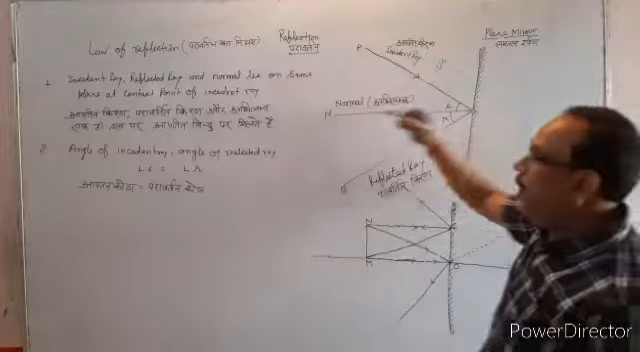 Reflection
परावर्तन
Law of reflection (परावर्तन का नियम)
1. Incident Ray, Reflected Ray and normal lie on same
plane at contact Point of incident ray
आपतित किरण, परावर्तित किरण और अभिलम्ब
एक ही तल पर आपतित बिन्दु पर मिलते हैं
2. Angle of incident ray = angle of reflected ray
∠i = ∠r
आपतन कोण = परावर्तन कोण
Plane Mirror
समतल दर्पण
आपतित किरण
Incident Ray
P
Normal (अभिलम्ब)
N
Reflected Ray
परावर्तित किरण
N
M
PowerDirector